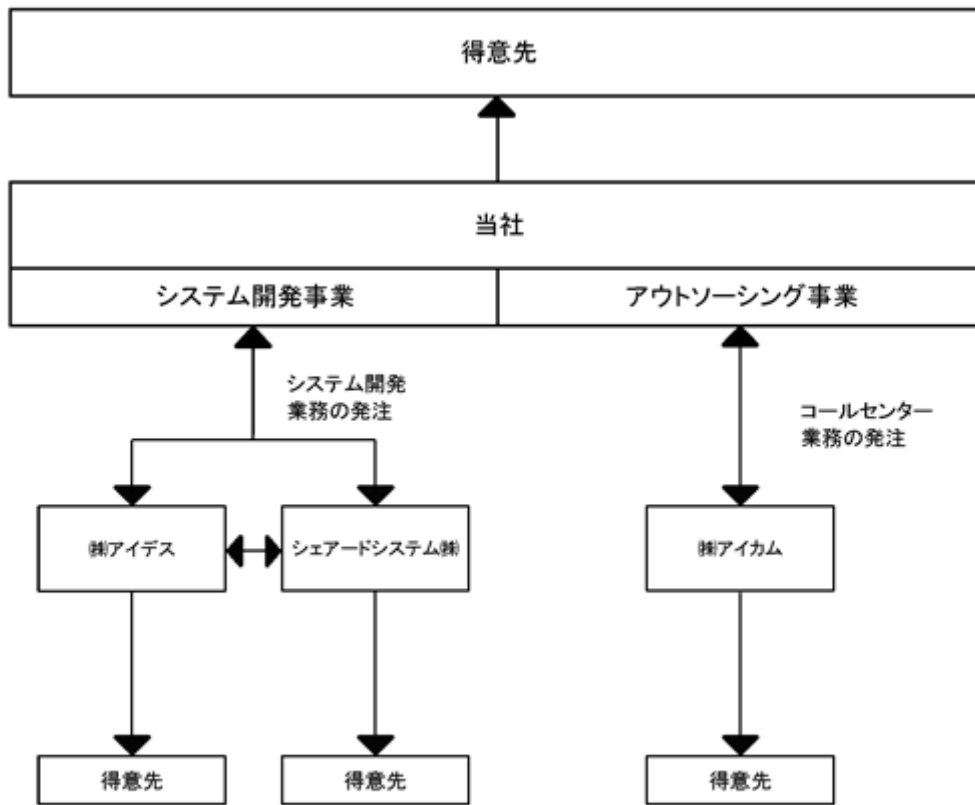 得意先
当社
システム開発事業
アウトソーシング事業
システム開発
業務の発注
コールセンター
業務の発注
㈱アイデス
シェアードシステム㈱
㈱アイカム
得意先
得意先
得意先